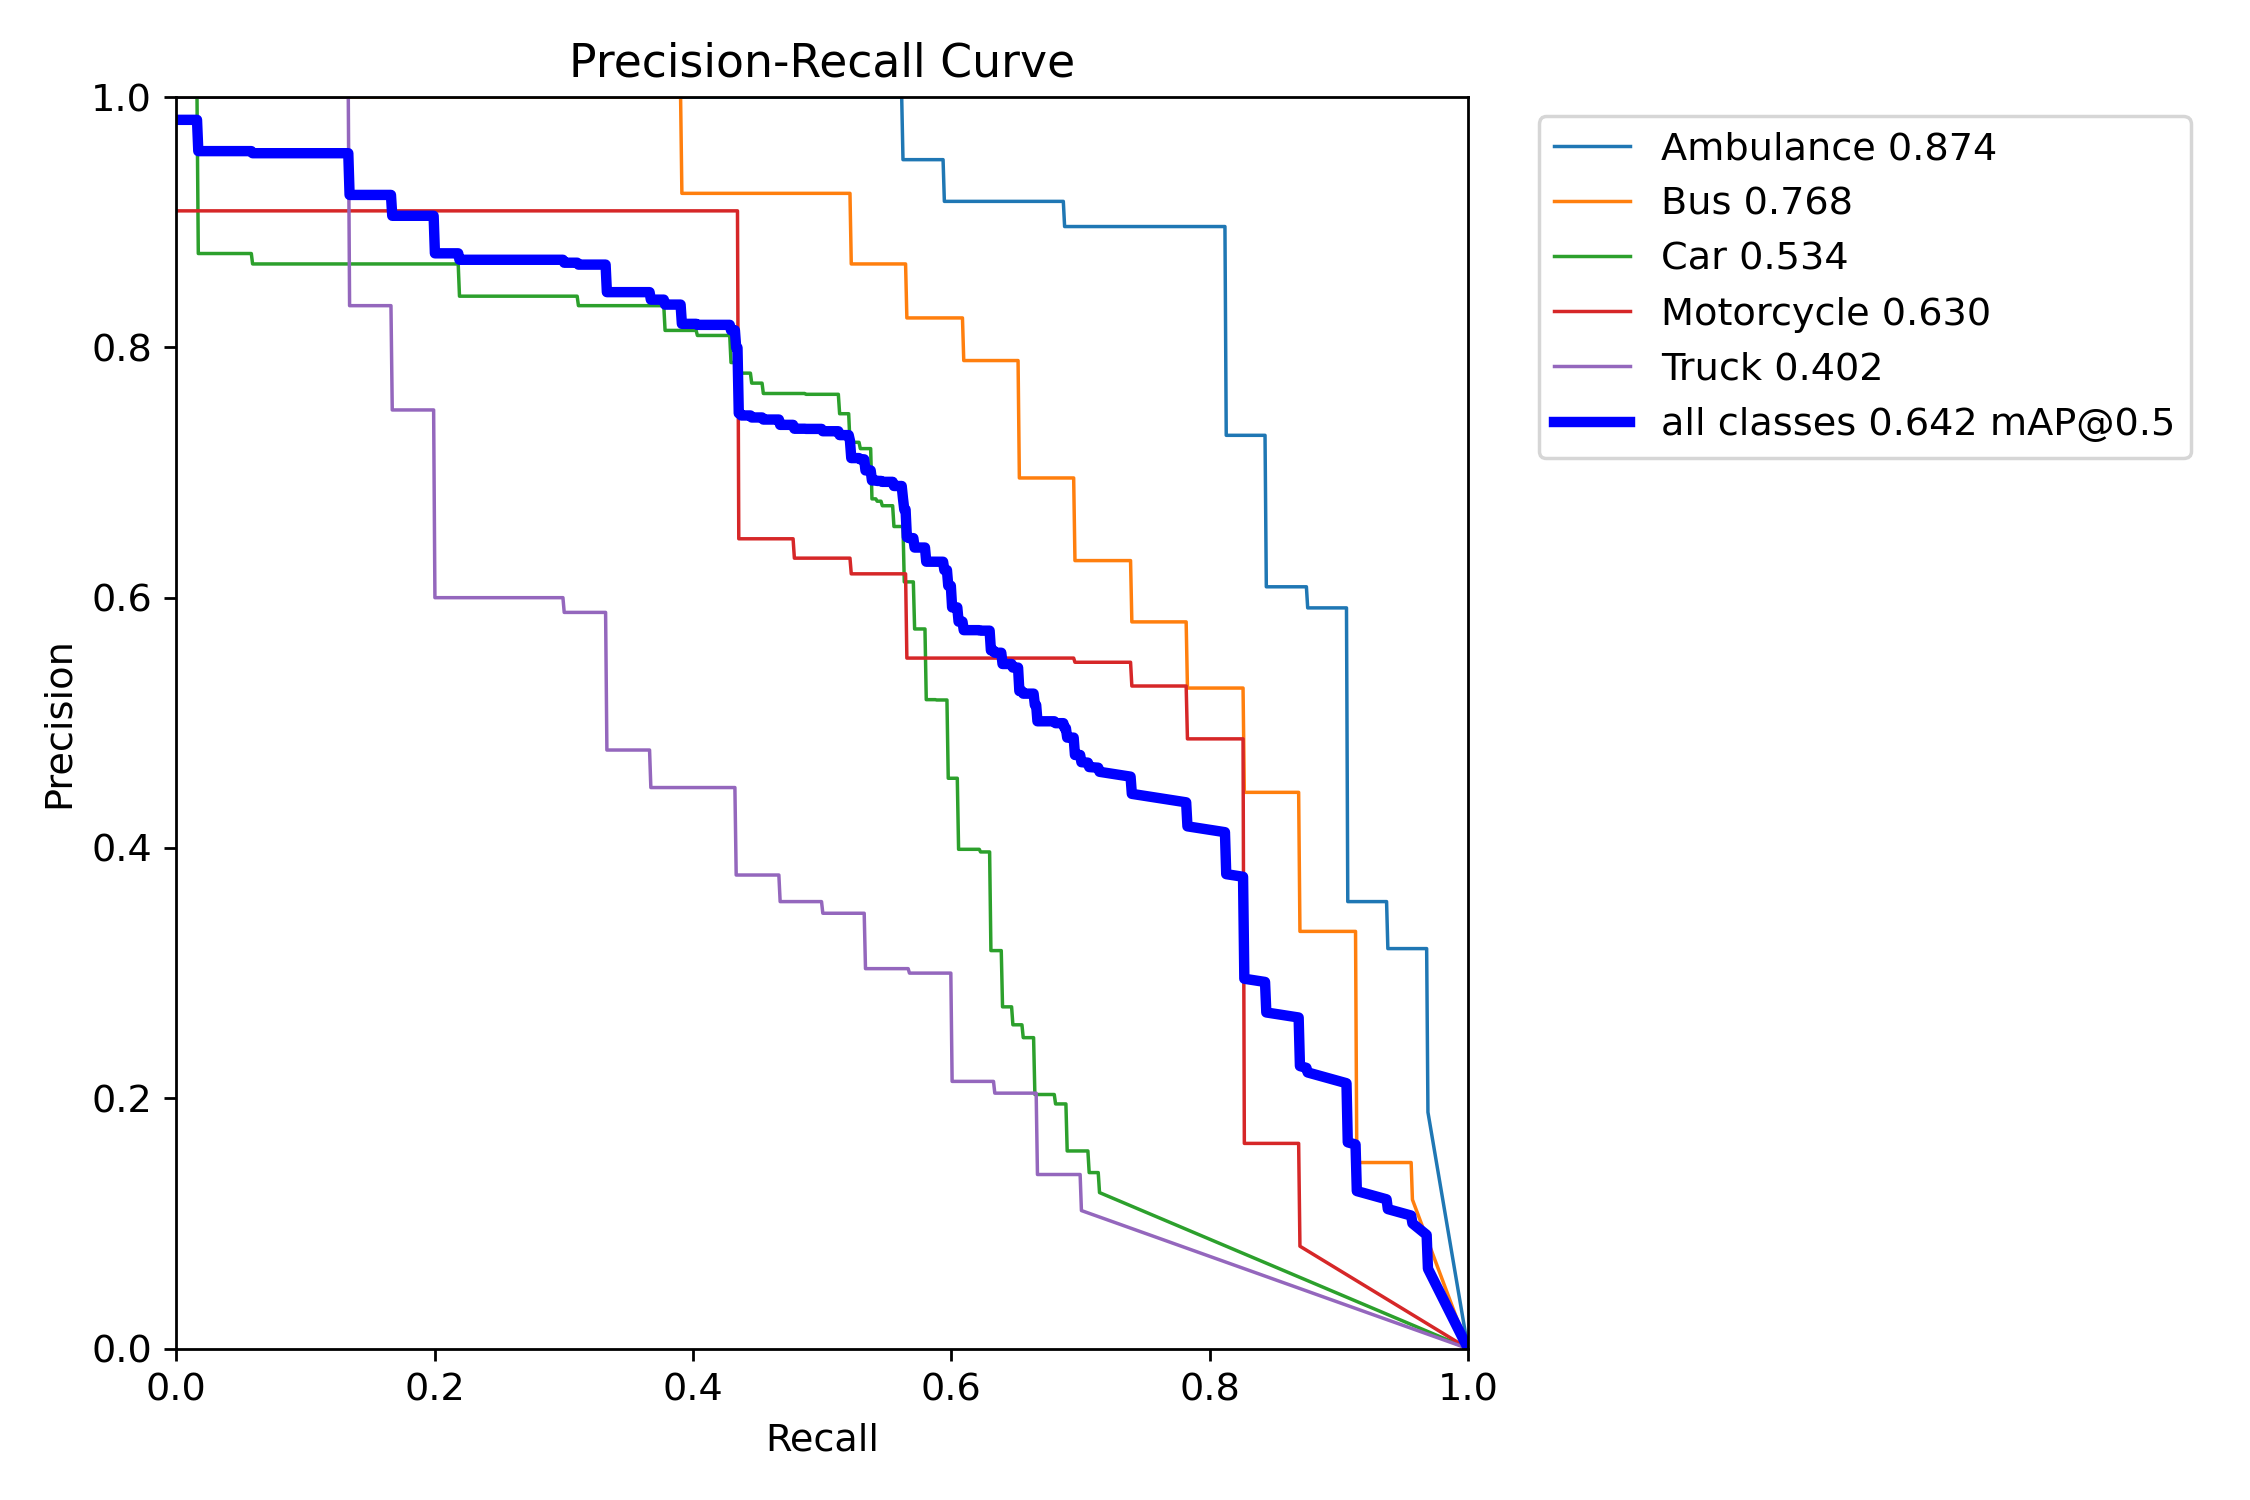 Precision-Recall Curve
1.0
0.8
0.6
0.4
0.2
0.0
Precision
0.0 0.2 0.4 0.6 0.8 1.0
Recall
Ambulance 0.874
Bus 0.768
Car 0.534
Motorcycle 0.630
Truck 0.402
all classes 0.642 mAP@0.5